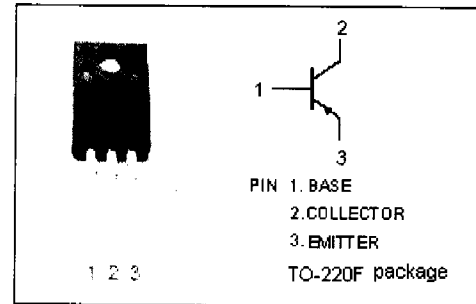 2
1
3
PIN 1. BASE
2. COLLECTOR
3. EMITTER
1 2 3
TO-220F package